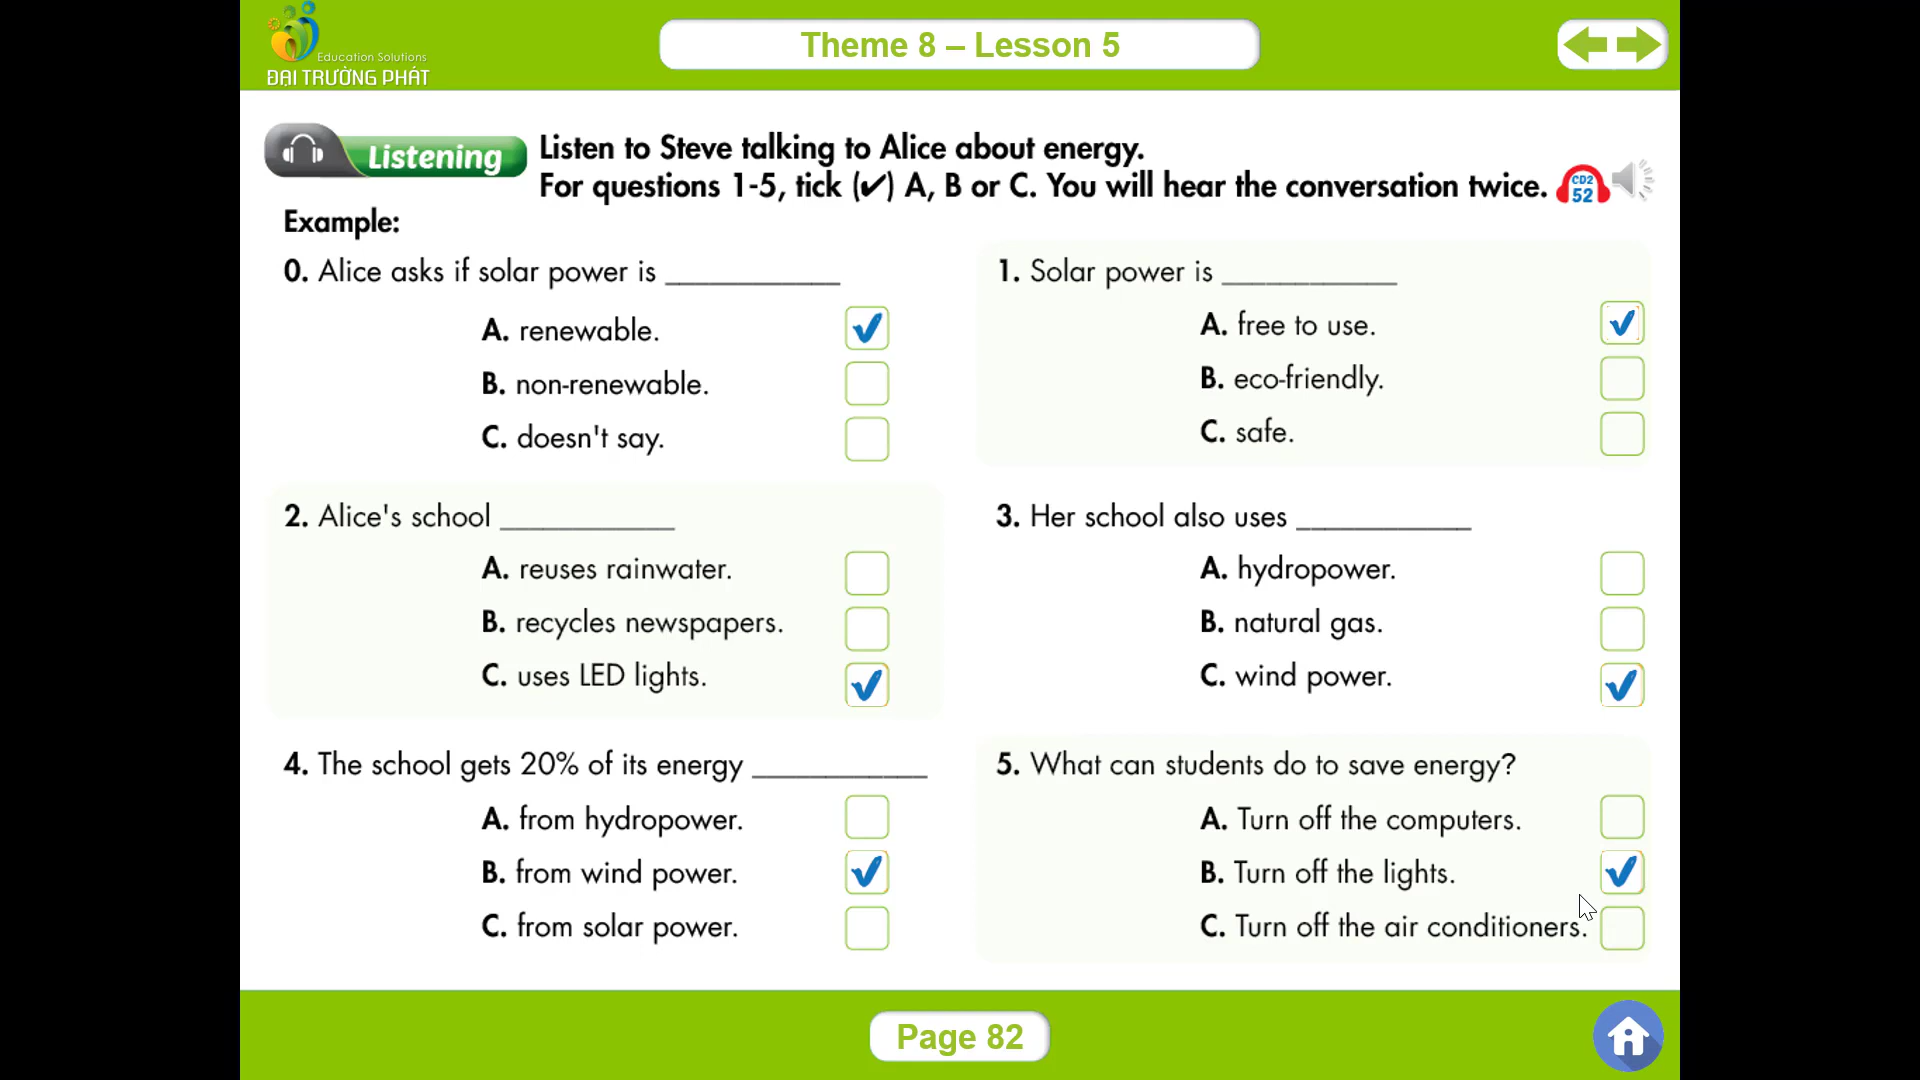 Education Solutions
ĐẠI TRƯỜNG PHÁT
Theme 8 – Lesson 5
Listening
Listen to Steve talking to Alice about energy.
For questions 1-5, tick (✔) A, B or C. You will hear the conversation twice.
CD2
52
Example:
0. Alice asks if solar power is ____________
A. renewable.
B. non-renewable.
C. doesn't say.
1. Solar power is ____________
A. free to use.
B. eco-friendly.
C. safe.
2. Alice's school ____________
A. reuses rainwater.
B. recycles newspapers.
C. uses LED lights.
3. Her school also uses ____________
A. hydropower.
B. natural gas.
C. wind power.
4. The school gets 20% of its energy ____________
A. from hydropower.
B. from wind power.
C. from solar power.
5. What can students do to save energy?
A. Turn off the computers.
B. Turn off the lights.
C. Turn off the air conditioners.
Page 82